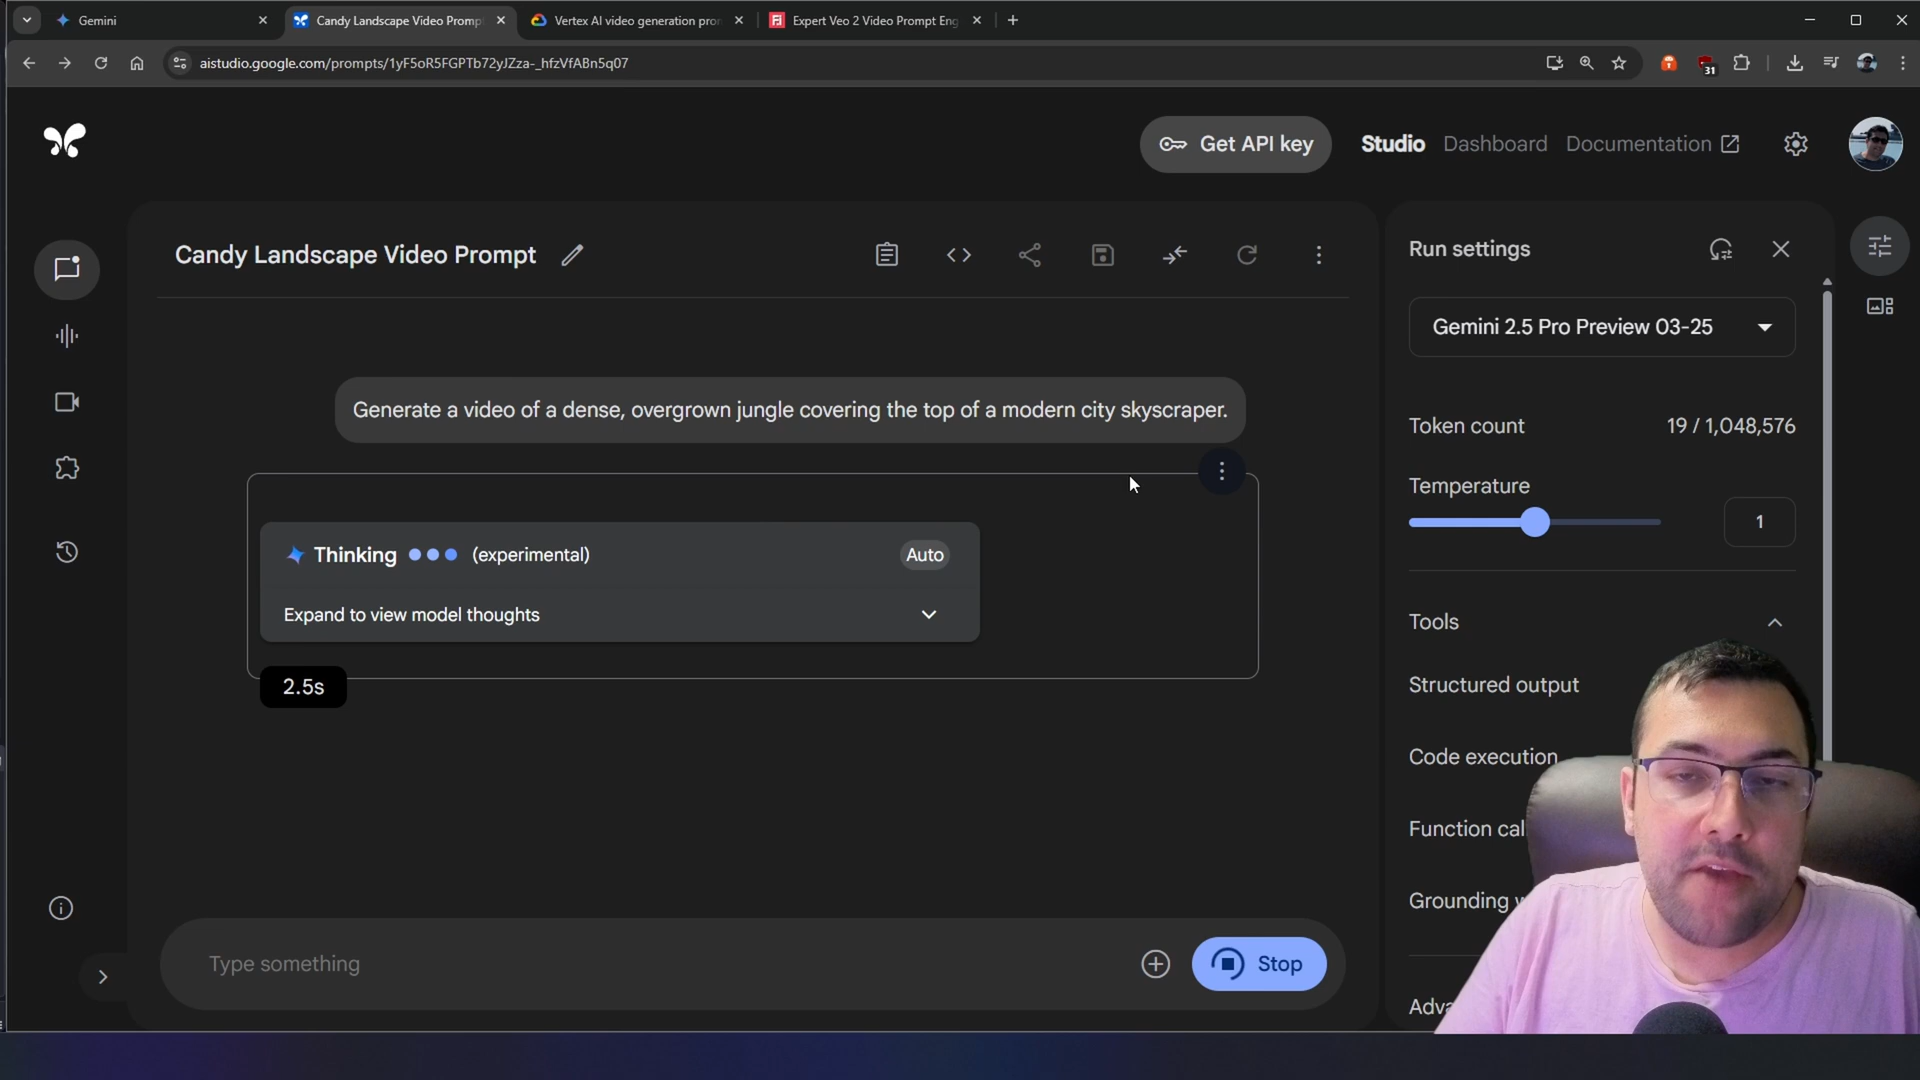 Gemini
Candy Landscape Video Prompt
Vertex AI video generation pro
Expert Veo 2 Video Prompt Eng
aistudio.google.com/prompts/1yF5oR5FGPTb72yJZza-_hfzVfABn5q07
31
Get API key
Studio
Dashboard
Documentation
Candy Landscape Video Prompt
Generate a video of a dense, overgrown jungle covering the top of a modern city skyscraper.
Thinking
(experimental)
Auto
Expand to view model thoughts
2.5s
Type something
Stop
Run settings
Gemini 2.5 Pro Preview 03-25
Token count
19 / 1,048,576
Temperature
1
Tools
Structured output
Code execution
Function cal
Grounding
Adva